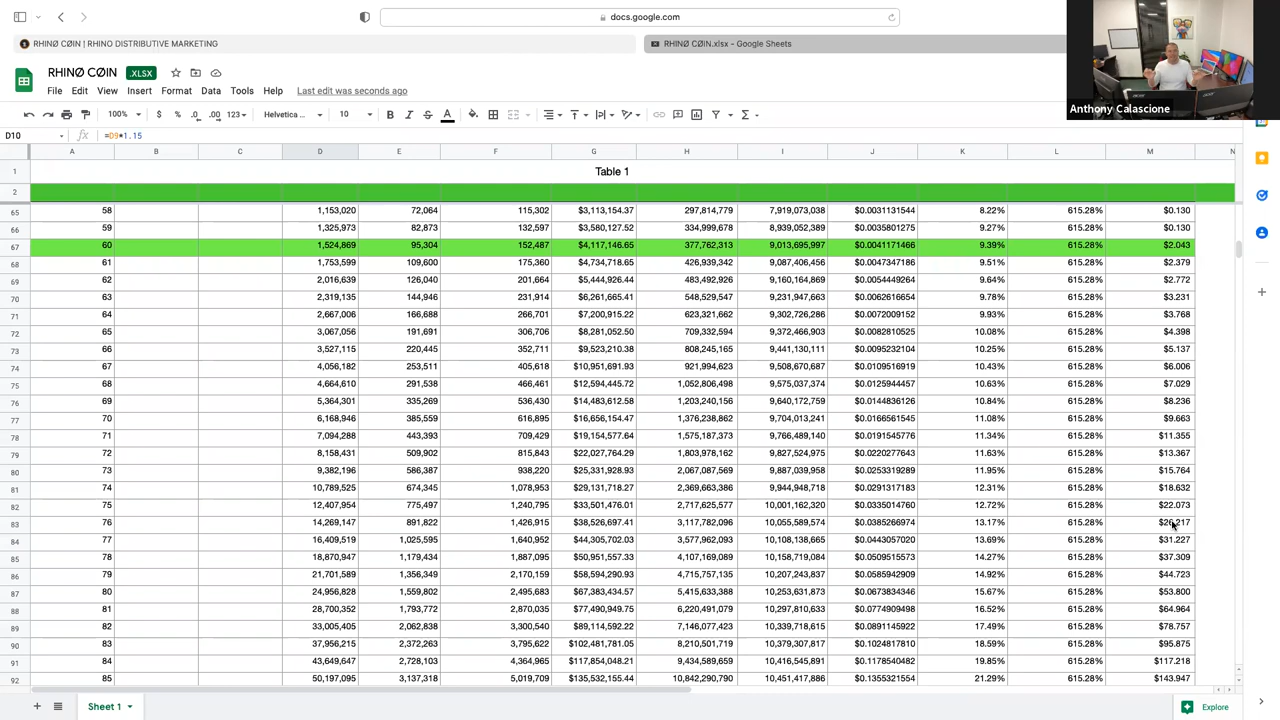 docs.google.com
RHINØ CØIN | RHINO DISTRIBUTIVE MARKETING
RHINØ CØIN.xlsx - Google Sheets
RHINØ CØIN .XLSX
File Edit View Insert Format Data Tools Help Last edit was seconds ago
100% $ % .0 .00 123 Helvetica ... 10 B I S A
D10 fx =D9*1.15
A B C D E F G H I J K L M N
1 Table 1
2
65 58 1,153,020 72,064 115,302 $3,113,154.37 297,814,779 7,919,073,038 $0.0031131544 8.22% 615.28% $0.130
66 59 1,325,973 82,873 132,597 $3,580,127.52 334,999,678 8,939,052,389 $0.0035801275 9.27% 615.28% $0.130
67 60 1,524,869 95,304 152,487 $4,117,146.65 377,762,313 9,013,695,997 $0.0041171466 9.39% 615.28% $2.043
68 61 1,753,599 109,600 175,360 $4,734,718.65 426,939,342 9,087,406,456 $0.0047347186 9.51% 615.28% $2.379
69 62 2,016,639 126,040 201,664 $5,444,926.44 483,492,926 9,160,164,869 $0.0054449264 9.64% 615.28% $2.772
70 63 2,319,135 144,946 231,914 $6,261,665.41 548,529,547 9,231,947,663 $0.0062616654 9.78% 615.28% $3.231
71 64 2,667,006 166,688 266,701 $7,200,915.22 623,321,662 9,302,726,286 $0.0072009152 9.93% 615.28% $3.768
72 65 3,067,056 191,691 306,706 $8,281,052.50 709,332,594 9,372,466,903 $0.0082810525 10.08% 615.28% $4.398
73 66 3,527,115 220,445 352,711 $9,523,210.38 808,245,165 9,441,130,111 $0.0095232104 10.25% 615.28% $5.137
74 67 4,056,182 253,511 405,618 $10,951,691.93 921,994,623 9,508,670,687 $0.0109516919 10.43% 615.28% $6.006
75 68 4,664,610 291,538 466,461 $12,594,445.72 1,052,806,498 9,575,037,374 $0.0125944457 10.63% 615.28% $7.029
76 69 5,364,301 335,269 536,430 $14,483,612.58 1,203,240,156 9,640,172,759 $0.0144836126 10.84% 615.28% $8.236
77 70 6,168,946 385,559 616,895 $16,656,154.47 1,376,238,862 9,704,013,241 $0.0166561545 11.08% 615.28% $9.663
78 71 7,094,288 443,393 709,429 $19,154,577.64 1,575,187,373 9,766,489,140 $0.0191545776 11.34% 615.28% $11.355
79 72 8,158,431 509,902 815,843 $22,027,764.29 1,803,978,162 9,827,524,975 $0.0220277643 11.63% 615.28% $13.367
80 73 9,382,196 586,387 938,220 $25,331,928.93 2,067,087,569 9,887,039,958 $0.0253319289 11.95% 615.28% $15.764
81 74 10,789,525 674,345 1,078,953 $29,131,718.27 2,369,663,386 9,944,948,718 $0.0291317183 12.31% 615.28% $18.632
82 75 12,407,954 775,497 1,240,795 $33,501,476.01 2,717,625,577 10,001,162,320 $0.0335014760 12.72% 615.28% $22.073
83 76 14,269,147 891,822 1,426,915 $38,526,697.41 3,117,782,096 10,055,589,574 $0.0385266974 13.17% 615.28%
84 77 16,409,519 1,025,595 1,640,952 $44,305,702.03 3,577,962,093 10,108,138,665 $0.0443057020 13.69% 615.28% $31.227
85 78 18,870,947 1,179,434 1,887,095 $50,951,557.33 4,107,169,089 10,158,719,084 $0.0509515573 14.27% 615.28% $37.309
86 79 21,701,589 1,356,349 2,170,159 $58,594,290.93 4,715,757,135 10,207,243,837 $0.0585942909 14.92% 615.28% $44.723
87 80 24,956,828 1,559,802 2,495,683 $67,383,434.57 5,415,633,388 10,253,631,873 $0.0673834346 15.67% 615.28% $53.800
88 81 28,700,352 1,793,772 2,870,035 $77,490,949.75 6,220,491,079 10,297,810,633 $0.0774909498 16.52% 615.28% $64.964
89 82 33,005,405 2,062,838 3,300,540 $89,114,592.22 7,146,077,423 10,339,718,615 $0.0891145922 17.49% 615.28% $78.757
90 83 37,956,215 2,372,263 3,795,622 $102,481,781.05 8,210,501,719 10,379,307,817 $0.1024817810 18.59% 615.28% $95.875
91 84 43,649,647 2,728,103 4,364,965 $117,854,048.21 9,434,589,659 10,416,545,891 $0.1178540482 19.85% 615.28% $117.218
92 85 50,197,095 3,137,318 5,019,709 $135,532,155.44 10,842,290,790 10,451,417,886 $0.1355321554 21.29% 615.28% $143.947
Sheet 1
Explore
Anthony Calascione